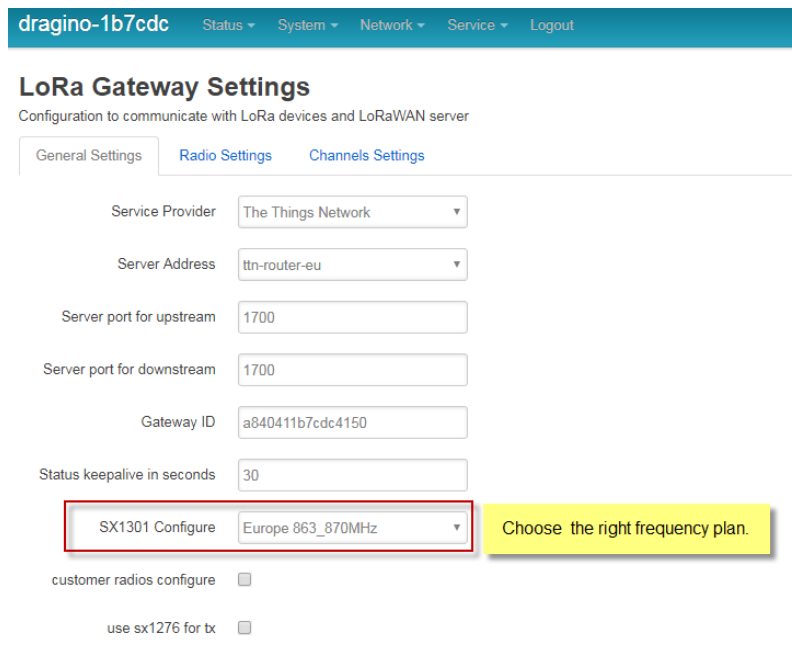 dragino-1b7cdc Status System Network Service Logout
LoRa Gateway Settings
Configuration to communicate with LoRa devices and LoRaWAN server
General Settings Radio Settings Channels Settings
Service Provider The Things Network
Server Address ttn-router-eu
Server port for upstream 1700
Server port for downstream 1700
Gateway ID a840411b7cdc4150
Status keepalive in seconds 30
SX1301 Configure Europe 863_870MHz Choose the right frequency plan.
customer radios configure
use sx1276 for tx